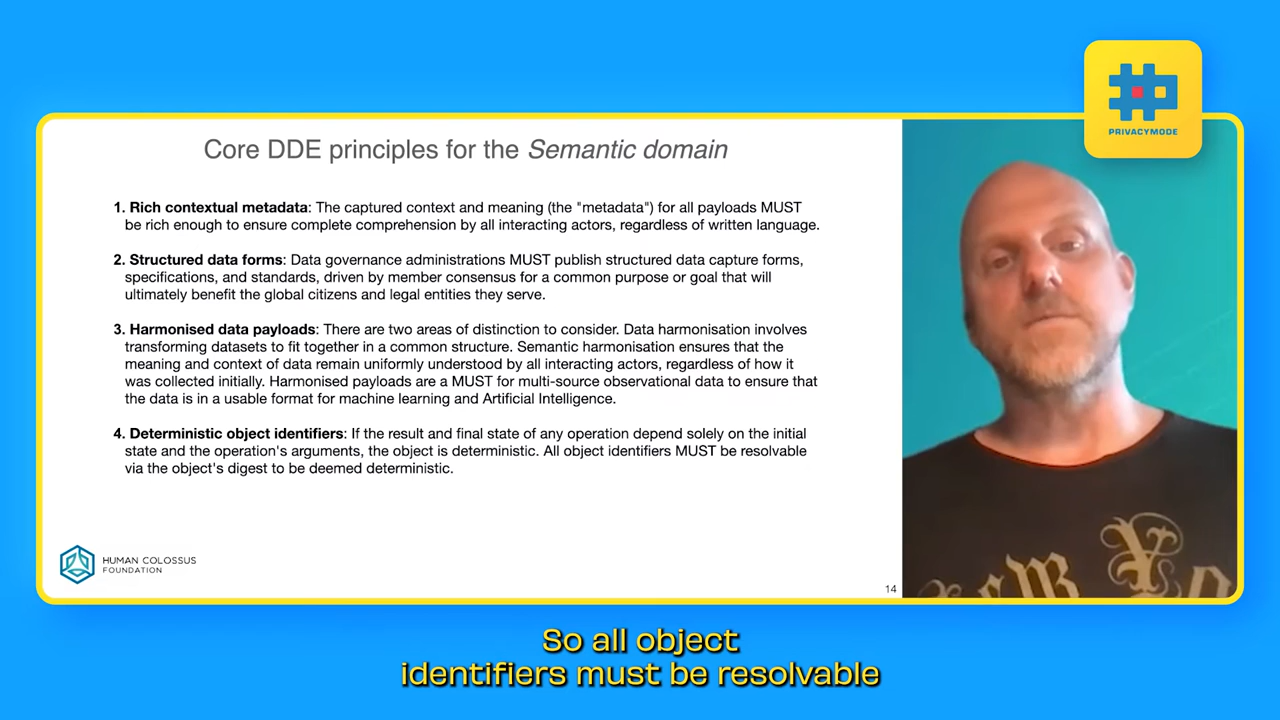 PRIVACYMODE
Core DDE principles for the Semantic domain
1. Rich contextual metadata: The captured context and meaning (the "metadata") for all payloads MUST
be rich enough to ensure complete comprehension by all interacting actors, regardless of written language.
2. Structured data forms: Data governance administrations MUST publish structured data capture forms,
specifications, and standards, driven by member consensus for a common purpose or goal that will
ultimately benefit the global citizens and legal entities they serve.
3. Harmonised data payloads: There are two areas of distinction to consider. Data harmonisation involves
transforming datasets to fit together in a common structure. Semantic harmonisation ensures that the
meaning and context of data remain uniformly understood by all interacting actors, regardless of how it
was collected initially. Harmonised payloads are a MUST for multi-source observational data to ensure that
the data is in a usable format for machine learning and Artificial Intelligence.
4. Deterministic object identifiers: If the result and final state of any operation depend solely on the initial
state and the operation's arguments, the object is deterministic. All object identifiers MUST be resolvable
via the object's digest to be deemed deterministic.
HUMAN COLOSSUS
FOUNDATION
14
So all object
identifiers must be resolvable